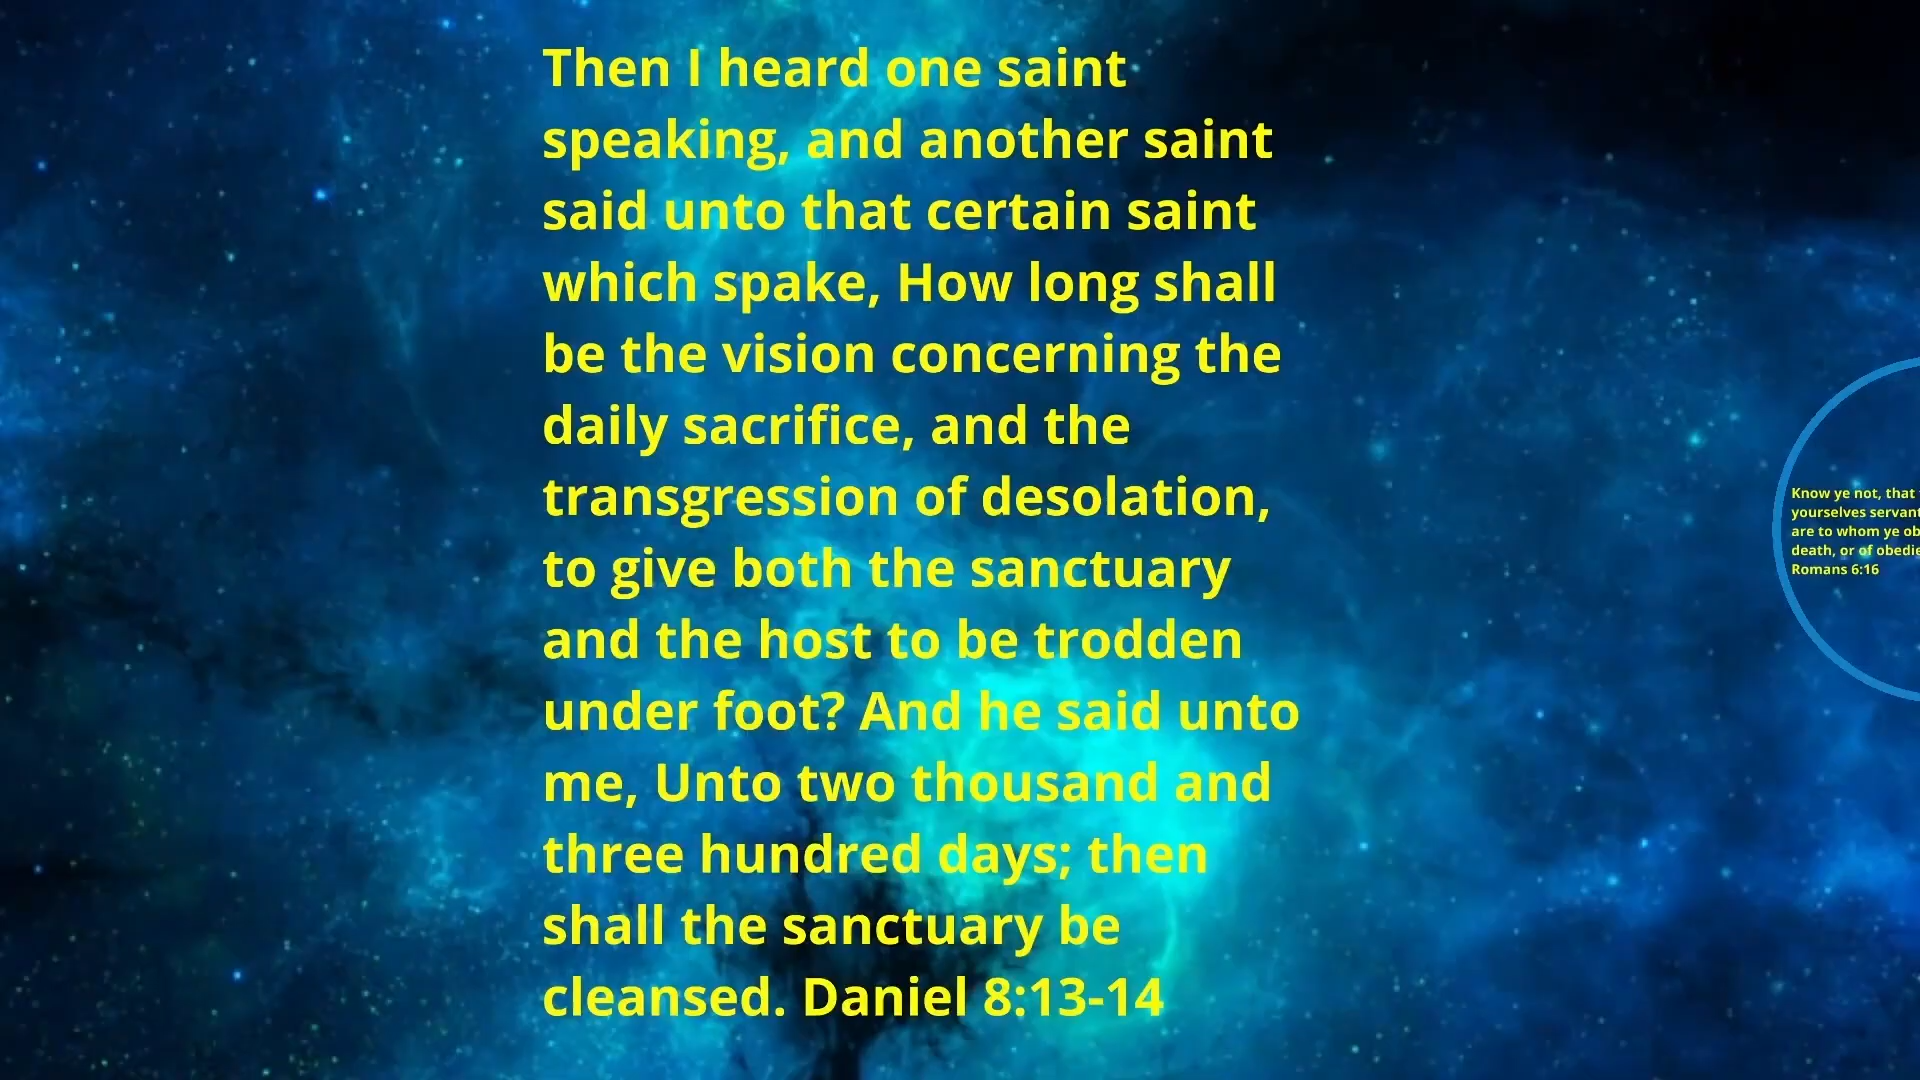 Then I heard one saint
speaking, and another saint
said unto that certain saint
which spake, How long shall
be the vision concerning the
daily sacrifice, and the
transgression of desolation,
to give both the sanctuary
and the host to be trodden
under foot? And he said unto
me, Unto two thousand and
three hundred days; then
shall the sanctuary be
cleansed. Daniel 8:13-14
Know ye not, that
yourselves servant
are to whom ye ob
death, or of obedie
Romans 6:16